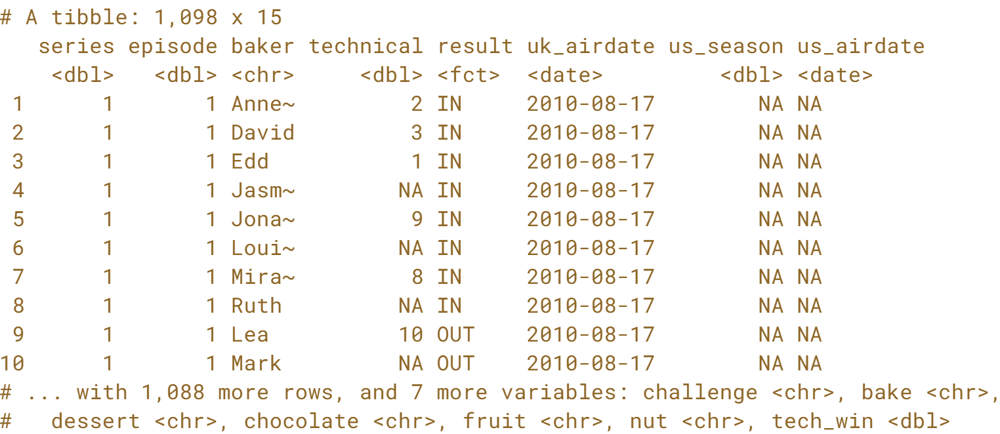 # A tibble: 1,098 x 15
   series episode baker technical result uk_airdate us_season us_airdate
    <dbl>   <dbl> <chr>     <dbl> <fct>  <date>         <dbl> <date>
 1      1       1 Anne~         2 IN     2010-08-17        NA NA
 2      1       1 David         3 IN     2010-08-17        NA NA
 3      1       1 Edd           1 IN     2010-08-17        NA NA
 4      1       1 Jasm~        NA IN     2010-08-17        NA NA
 5      1       1 Jona~         9 IN     2010-08-17        NA NA
 6      1       1 Loui~        NA IN     2010-08-17        NA NA
 7      1       1 Mira~         8 IN     2010-08-17        NA NA
 8      1       1 Ruth         NA IN     2010-08-17        NA NA
 9      1       1 Lea          10 OUT    2010-08-17        NA NA
10      1       1 Mark         NA OUT    2010-08-17        NA NA
# ... with 1,088 more rows, and 7 more variables: challenge <chr>, bake <chr>,
#   dessert <chr>, chocolate <chr>, fruit <chr>, nut <chr>, tech_win <dbl>